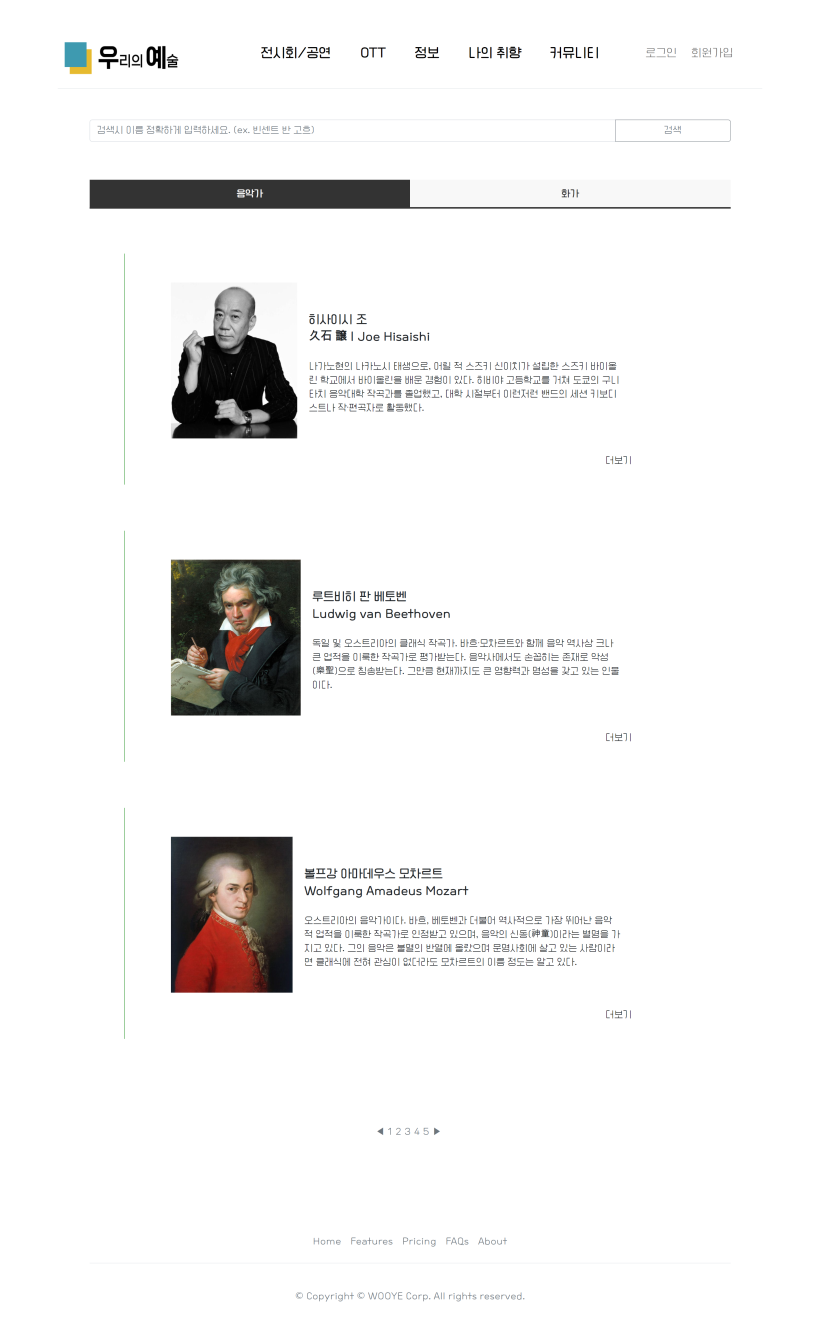 우리의 예술
전시회/공연 OTT 정보 나의 취향 커뮤니티 로그인 회원가입
검색시 이름 정확하게 입력하세요. (ex. 빈센트 반 고흐) 검색
음악가 화가
히사이시 조
久石 譲 | Joe Hisaishi
나가노현의 나카노시 태생으로, 어릴 적 스즈키 신이치가 설립한 스즈키 바이올
린 학교에서 바이올린을 배운 경험이 있다. 히비야 고등학교를 거쳐 도쿄의 구니
타치 음악대학 작곡과를 졸업했고, 대학 시절부터 이런저런 밴드의 세션 키보디
스트나 작·편곡자로 활동했다.
더보기
루트비히 판 베토벤
Ludwig van Beethoven
독일 및 오스트리아의 클래식 작곡가. 바흐·모차르트와 함께 음악 역사상 크나
큰 업적을 이룩한 작곡가로 평가받는다. 음악사에서도 손꼽히는 존재로 악성
(樂聖)으로 칭송받는다. 그만큼 현재까지도 큰 영향력과 명성을 갖고 있는 인물
이다.
더보기
볼프강 아마데우스 모차르트
Wolfgang Amadeus Mozart
오스트리아의 음악가이다. 바흐, 베토벤과 더불어 역사적으로 가장 뛰어난 음악
적 업적을 이룩한 작곡가로 인정받고 있으며, 음악의 신동(神童)이라는 별명을 가
지고 있다. 그의 음악은 불멸의 반열에 올랐으며 문명사회에 살고 있는 사람이라
면 클래식에 전혀 관심이 없더라도 모차르트의 이름 정도는 알고 있다.
더보기
◀ 1 2 3 4 5 ▶
Home Features Pricing FAQs About
© Copyright © WOOYE Corp. All rights reserved.